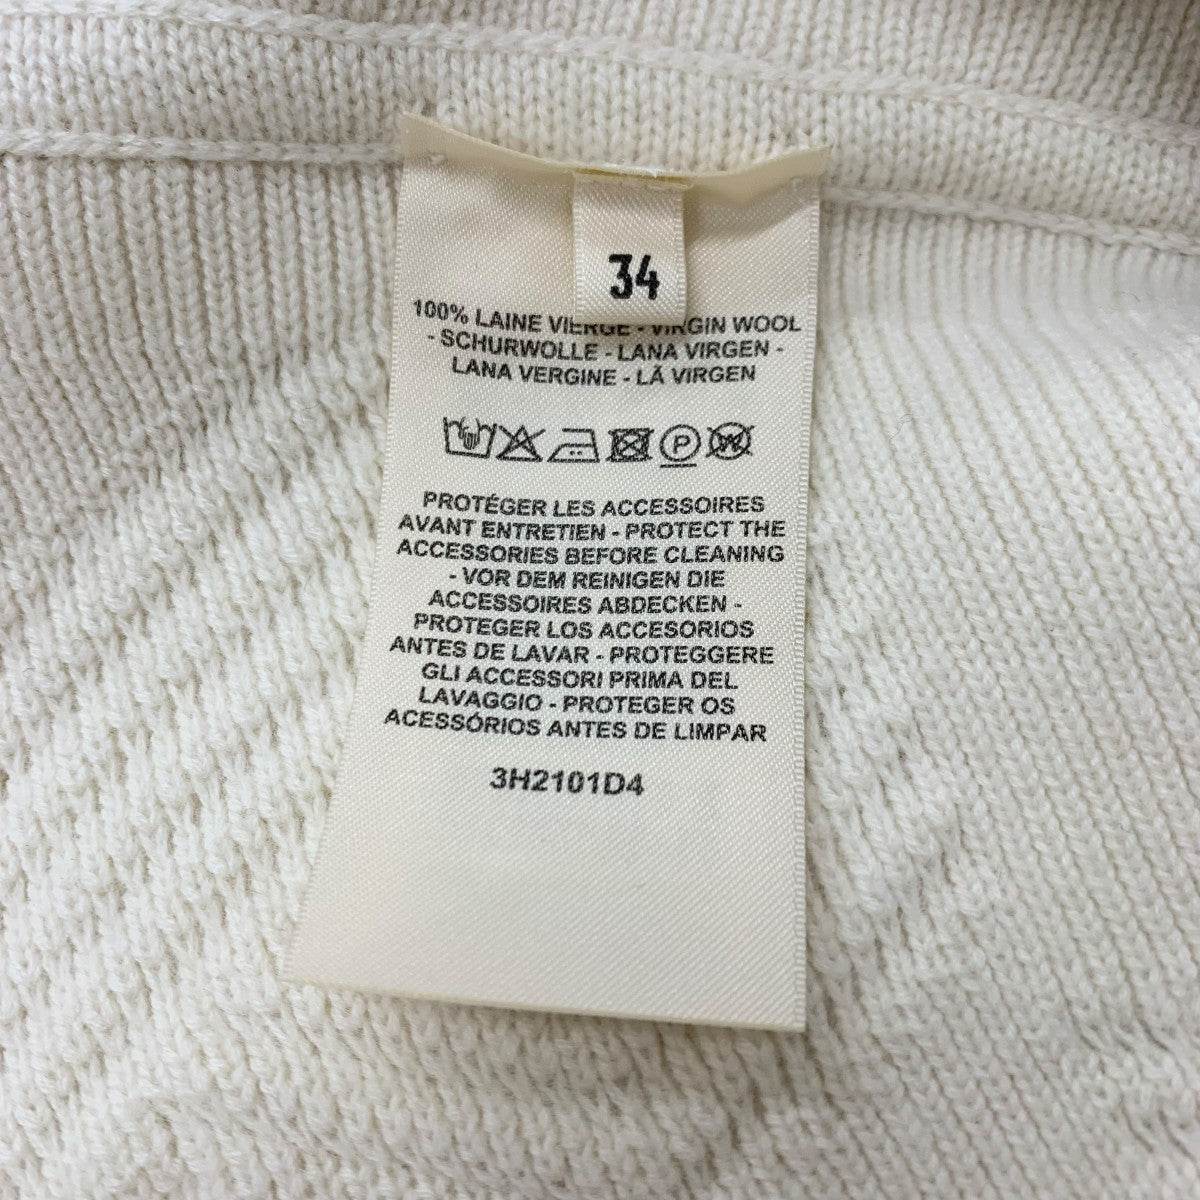 34
100% LAINE VIERGE - VIRGIN WOOL
- SCHURWOLLE - LANA VIRGEN -
LANA VERGINE - LÃ VIRGEN
P
W
PROTÉGER LES ACCESSOIRES
AVANT ENTRETIEN - PROTECT THE
ACCESSORIES BEFORE CLEANING
- VOR DEM REINIGEN DIE
ACCESSOIRES ABDECKEN -
PROTEGER LOS ACCESORIOS
ANTES DE LAVAR - PROTEGGERE
GLI ACCESSORI PRIMA DEL
LAVAGGIO - PROTEGER OS
ACESSÓRIOS ANTES DE LIMPAR
3H2101D4